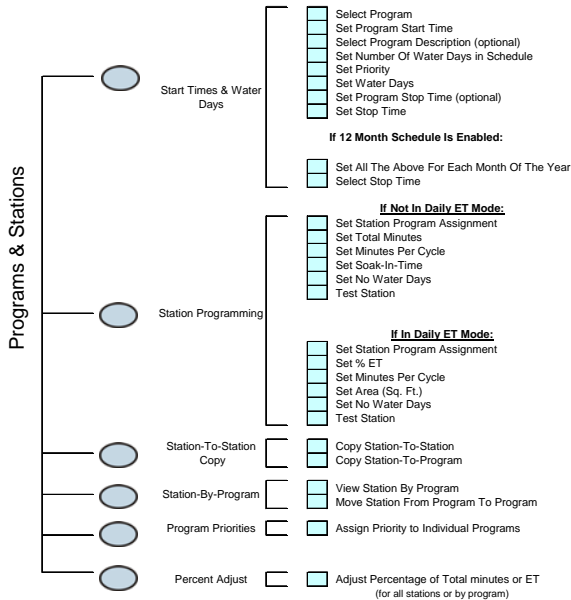 Programs & Stations
Start Times & Water
Days
Select Program
Set Program Start Time
Select Program Description (optional)
Set Number Of Water Days in Schedule
Set Priority
Set Water Days
Set Program Stop Time (optional)
Set Stop Time
If 12 Month Schedule Is Enabled:
Set All The Above For Each Month Of The Year
Select Stop Time
Station Programming
If Not In Daily ET Mode:
Set Station Program Assignment
Set Total Minutes
Set Minutes Per Cycle
Set Soak-In-Time
Set No Water Days
Test Station
If In Daily ET Mode:
Set Station Program Assignment
Set % ET
Set Minutes Per Cycle
Set Area (Sq. Ft.)
Set No Water Days
Test Station
Station-To-Station
Copy
Copy Station-To-Station
Copy Station-To-Program
Station-By-Program
View Station By Program
Move Station From Program To Program
Program Priorities
Assign Priority to Individual Programs
Percent Adjust
Adjust Percentage of Total minutes or ET
(for all stations or by program)